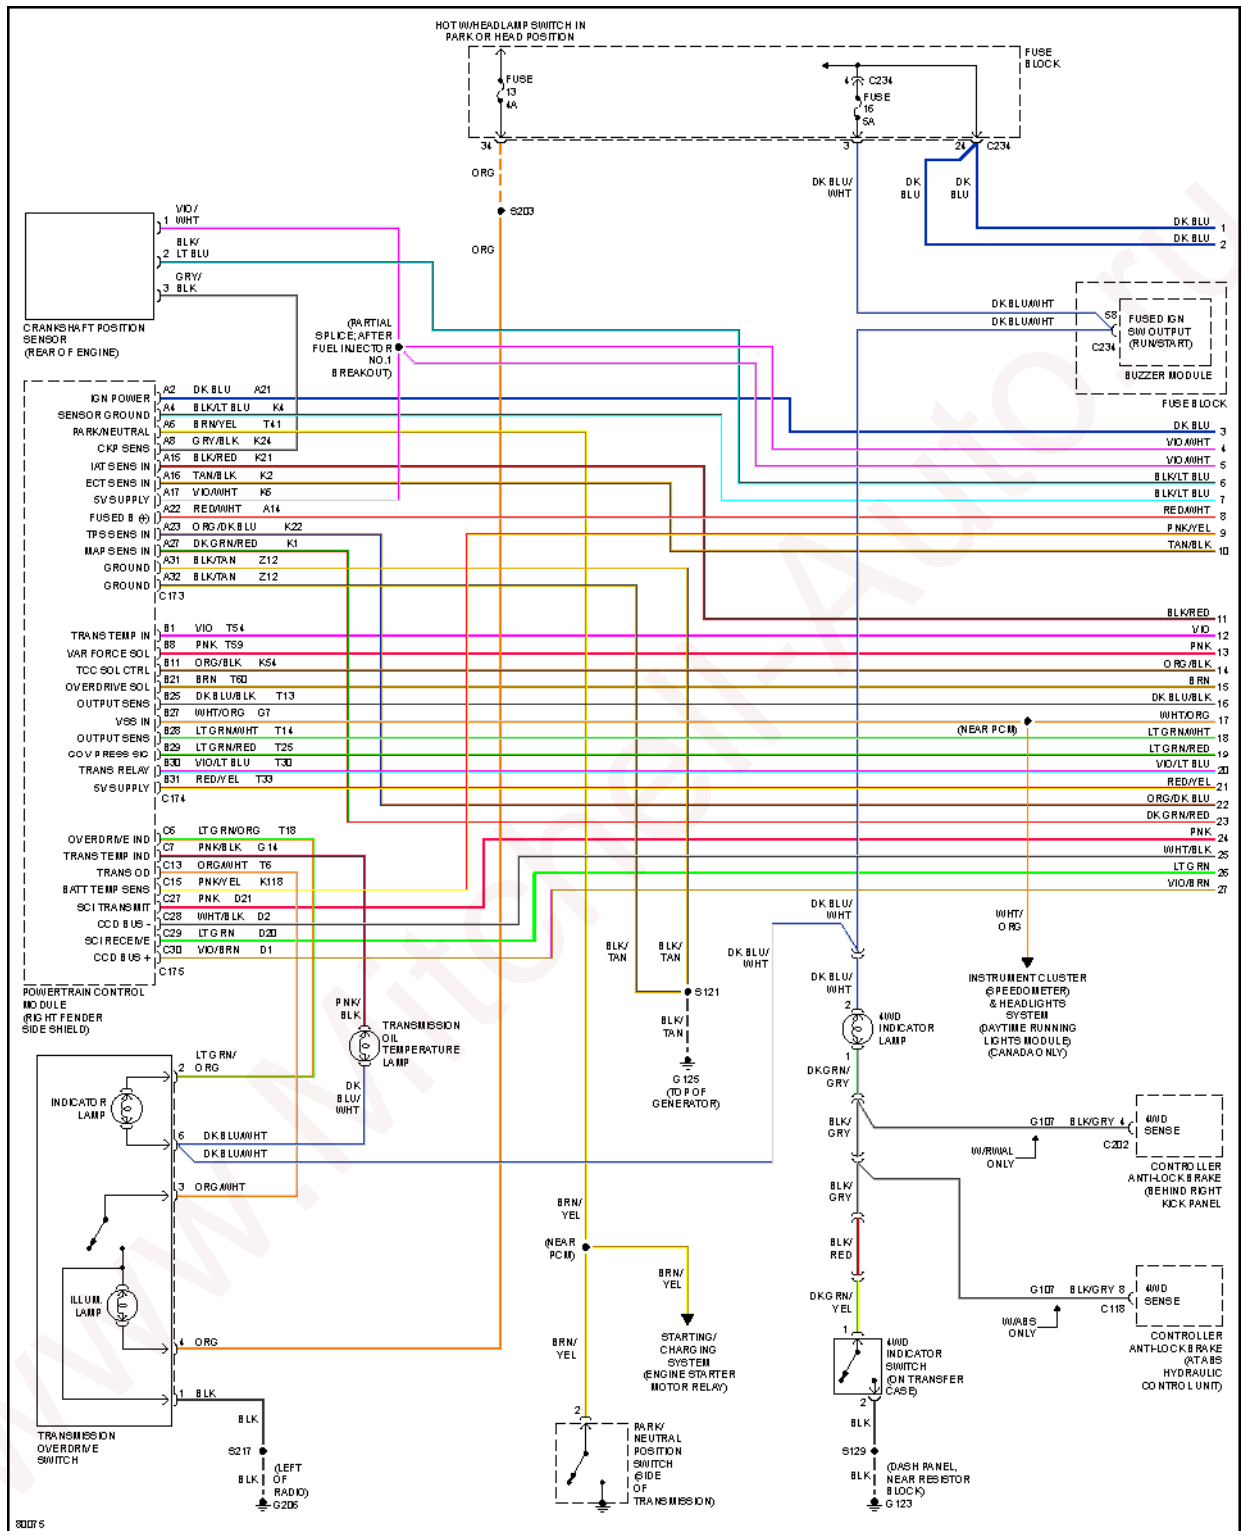 HOT W/HEADLAMP SWITCH IN
PARK OR HEAD POSITION
FUSE
BLOCK
FUSE
13
4A
4
C234
FUSE
16
5A
34
3
24
C234
ORG
S203
ORG
DK BLU/
WHT
DK
BLU
DK
BLU
DK BLU 1
DK BLU 2
VIO/
1 WHT
BLK/
2 LT BLU
GRY/
3 BLK
CRANKSHAFT POSITION
SENSOR
(REAR OF ENGINE)
(PARTIAL
SPLICE, AFTER
FUEL INJECTOR
NO.1
BREAKOUT)
DK BLU/WHT
DK BLU/WHT
58
C234
FUSED IGN
SW OUTPUT
(RUN/START)
BUZZER MODULE
FUSE BLOCK
IGN POWER A2 DK BLU A21
SENSOR GROUND A4 BLK/LT BLU K4
PARK/NEUTRAL A6 BRN/YEL T41
CKP SENS A8 GRY/BLK K24
IAT SENS IN A15 BLK/RED K21
ECT SENS IN A16 TAN/BLK K2
5V SUPPLY A17 VIO/WHT K6
FUSED B (+) A22 RED/WHT A14
TPS SENS IN A23 ORG/DK BLU K22
MAP SENS IN A27 DK GRN/RED K1
GROUND A31 BLK/TAN Z12
GROUND A32 BLK/TAN Z12
C173
DK BLU 3
VIO/WHT 4
VIO/WHT 5
BLK/LT BLU 6
BLK/LT BLU 7
RED/WHT 8
PNK/YEL 9
TAN/BLK 10
TRANS TEMP IN B1 VIO T54
VAR FORCE SOL B8 PNK T59
TCC SOL CTRL B11 ORG/BLK K54
OVERDRIVE SOL B21 BRN T60
OUTPUT SENS B25 DK BLU/BLK T13
VSS IN B27 WHT/ORG G7
OUTPUT SENS B28 LT GRN/WHT T14
GOV PRESS SIG B29 LT GRN/RED T25
TRANS RELAY B30 VIO/LT BLU T30
5V SUPPLY B31 RED/YEL T33
C174
BLK/RED 11
VIO 12
PNK 13
ORG/BLK 14
BRN 15
DK BLU/BLK 16
WHT/ORG 17
(NEAR PCM)
LT GRN/WHT 18
LT GRN/RED 19
VIO/LT BLU 20
RED/YEL 21
ORG/DK BLU 22
DK GRN/RED 23
PNK 24
WHT/BLK 25
LT GRN 26
VIO/BRN 27
OVERDRIVE IND C6 LT GRN/ORG T18
TRANS TEMP IND C7 PNK/BLK G14
TRANS OD C13 ORG/WHT T6
BATT TEMP SENS C15 PNK/YEL K118
SCI TRANSMIT C27 PNK D21
CCD BUS - C28 WHT/BLK D2
SCI RECEIVE C29 LT GRN D20
CCD BUS + C30 VIO/BRN D1
C175
POWERTRAIN CONTROL
MODULE
(RIGHT FENDER
SIDE SHIELD)
PNK/
BLK
TRANSMISSION
OIL
TEMPERATURE
LAMP
DK
BLU/
WHT
BLK/
TAN
BLK/
TAN
S121
BLK/
TAN
G125
(TOP OF
GENERATOR)
DK BLU/
WHT
DK BLU/
WHT
DK BLU/
WHT
2
4WD
INDICATOR
LAMP
1
DK GRN/
GRY
WHT/
ORG
INSTRUMENT CLUSTER
(SPEEDOMETER)
& HEADLIGHTS
SYSTEM
(DAYTIME RUNNING
LIGHTS MODULE)
(CANADA ONLY)
LT GRN/
2 ORG
INDICATOR
LAMP
6 DK BLU/WHT
DK BLU/WHT
3 ORG/WHT
ILLUM.
LAMP
4 ORG
1 BLK
TRANSMISSION
OVERDRIVE
SWITCH
BLK
S217
BLK
(LEFT
OF
RADIO)
G206
BRN/
YEL
(NEAR
PCM)
BRN/
YEL
STARTING/
CHARGING
SYSTEM
(ENGINE STARTER
MOTOR RELAY)
BRN/
YEL
2
PARK/
NEUTRAL
POSITION
SWITCH
(SIDE
OF
TRANSMISSION)
BLK/
GRY
G107 BLK/GRY 4
4WD
SENSE
C202
W/RWAL
ONLY
CONTROLLER
ANTI-LOCK BRAKE
(BEHIND RIGHT
KICK PANEL
BLK/
GRY
BLK/
RED
DK GRN/
YEL
G107 BLK/GRY 8
4WD
SENSE
C118
W/ABS
ONLY
CONTROLLER
ANTI-LOCK BRAKE
(AT ABS
HYDRAULIC
CONTROL UNIT)
1
4WD
INDICATOR
SWITCH
(ON TRANSFER
CASE)
2
BLK
S129
BLK
(DASH PANEL,
NEAR RESISTOR
BLOCK)
G123
80075
www.Mitchell-Auto.ru